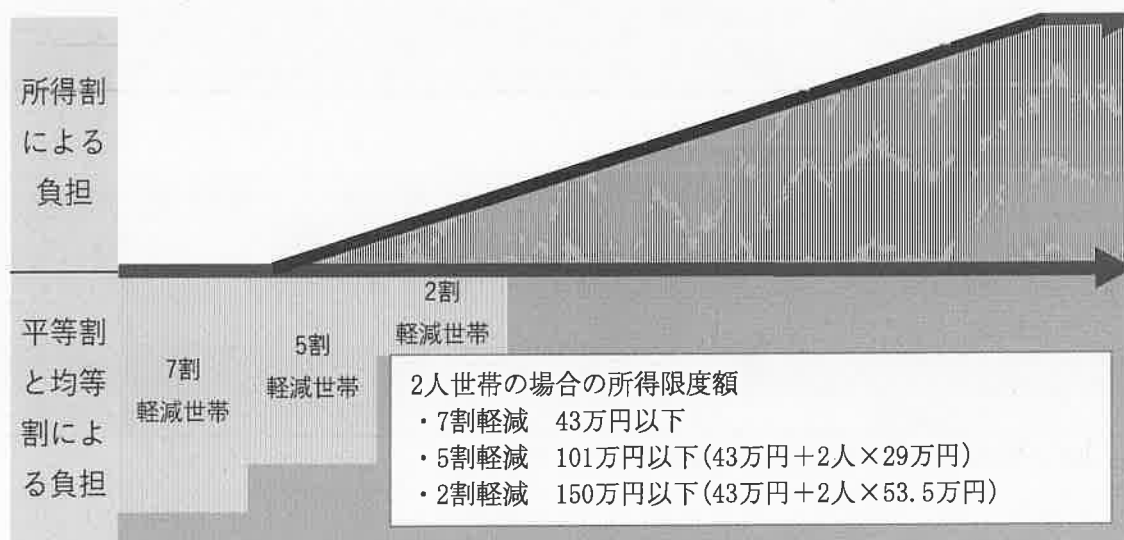 所得割
による
負担
平等割
と均等
割によ
る負担
7割
軽減世帯
5割
軽減世帯
2割
軽減世帯
2人世帯の場合の所得限度額
・7割軽減　43万円以下
・5割軽減　101万円以下(43万円＋2人×29万円)
・2割軽減　150万円以下(43万円＋2人×53.5万円)